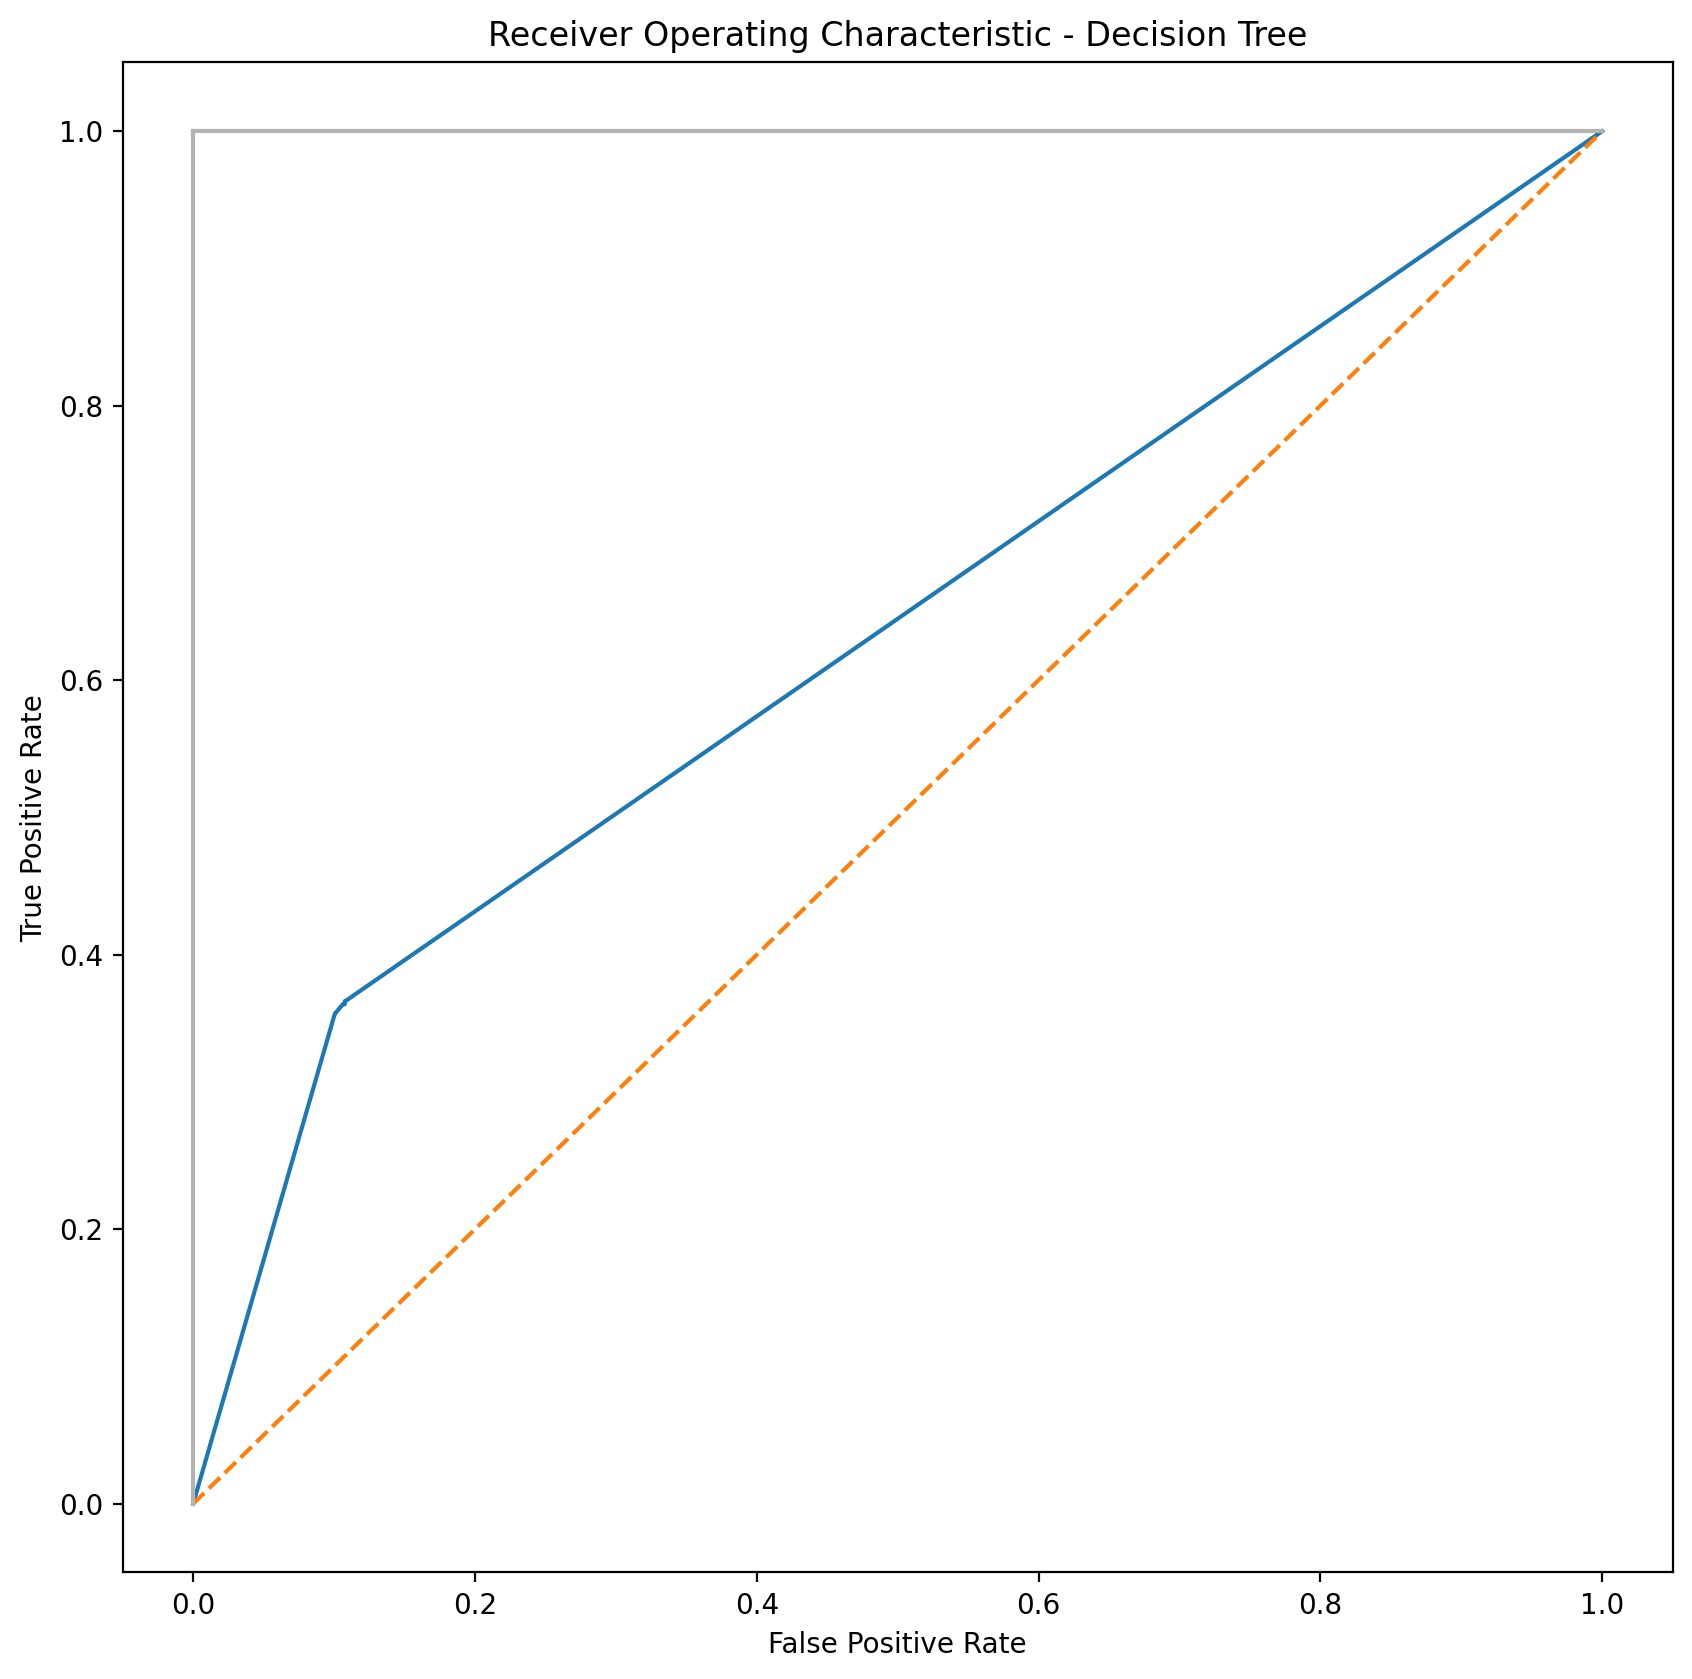 Receiver Operating Characteristic - Decision Tree
1.0
0.8
0.6
0.4
0.2
0.0
True Positive Rate
0.0 0.2 0.4 0.6 0.8 1.0
False Positive Rate